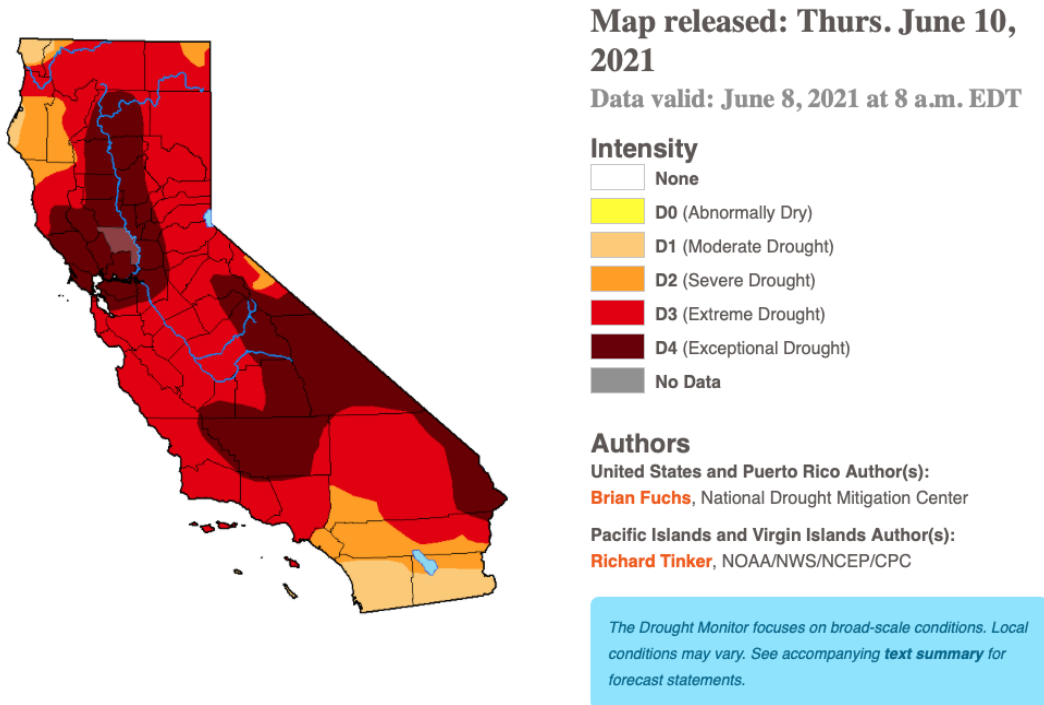 Map released: Thurs. June 10,
2021
Data valid: June 8, 2021 at 8 a.m. EDT
Intensity
None
D0 (Abnormally Dry)
D1 (Moderate Drought)
D2 (Severe Drought)
D3 (Extreme Drought)
D4 (Exceptional Drought)
No Data
Authors
United States and Puerto Rico Author(s):
Brian Fuchs, National Drought Mitigation Center
Pacific Islands and Virgin Islands Author(s):
Richard Tinker, NOAA/NWS/NCEP/CPC
The Drought Monitor focuses on broad-scale conditions. Local
conditions may vary. See accompanying text summary for
forecast statements.